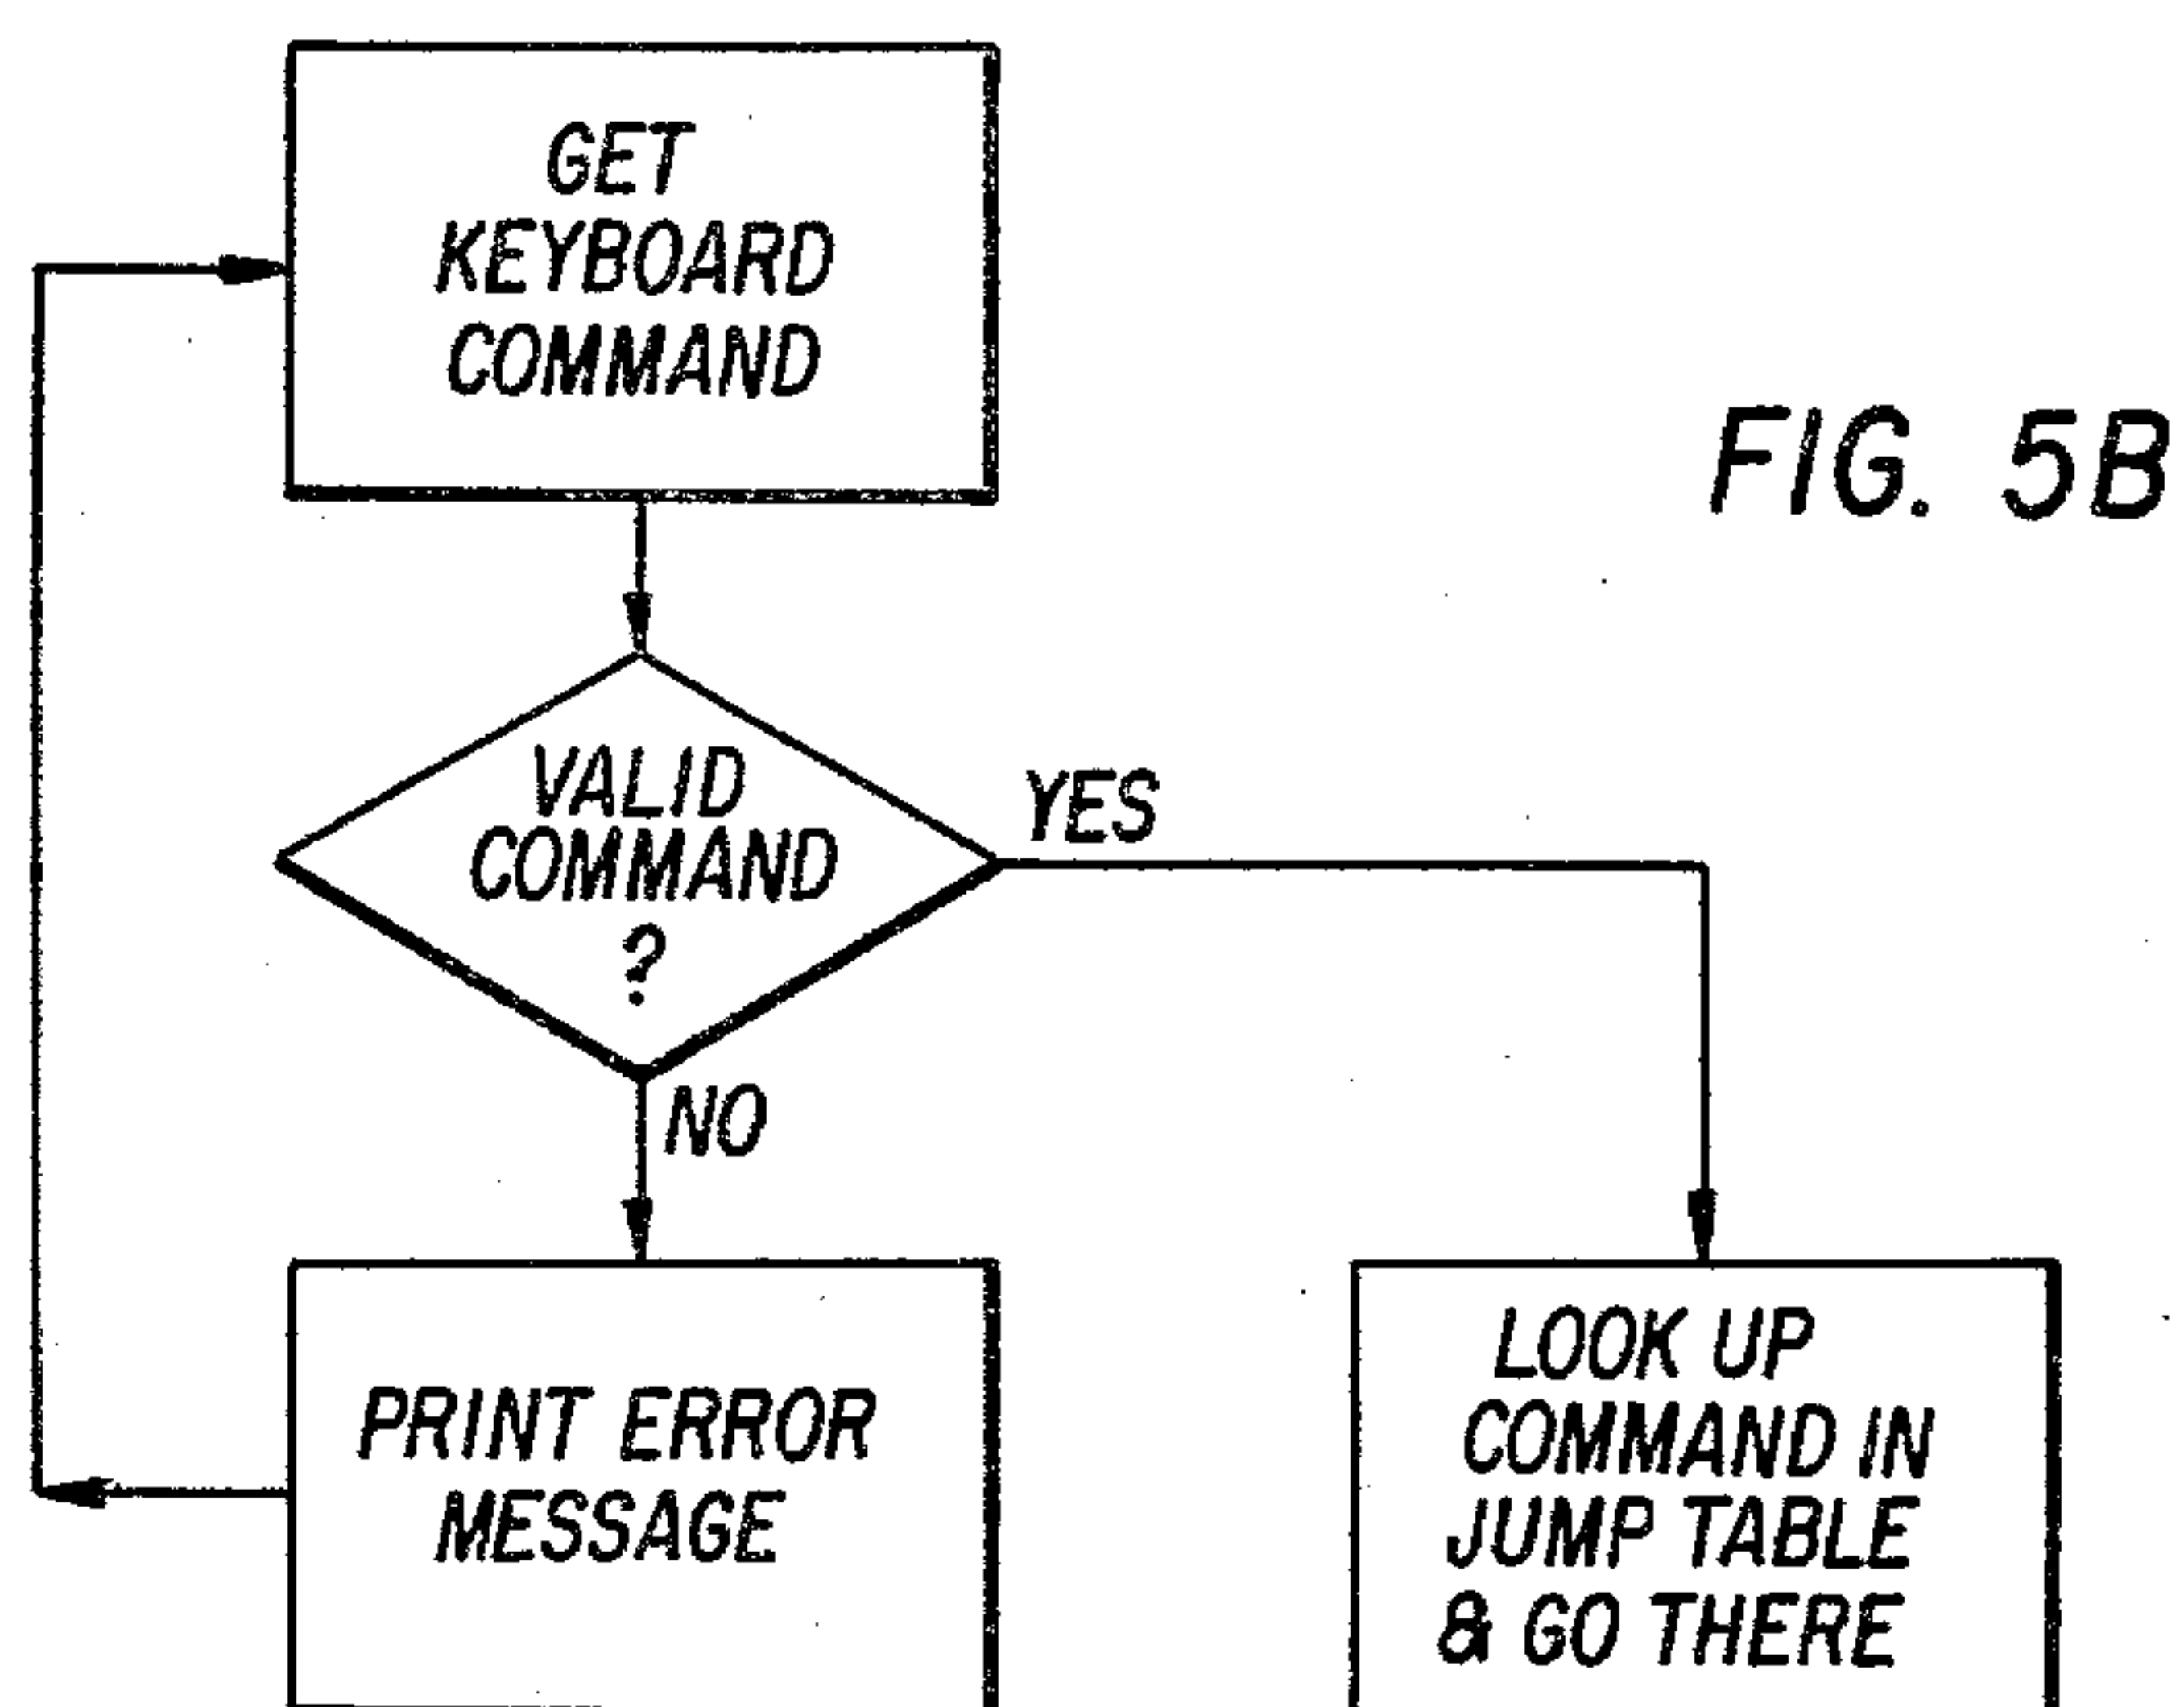 GET
KEYBOARD
COMMAND
FIG. 5B
VALID
COMMAND
?
YES
NO
PRINT ERROR
MESSAGE
LOOK UP
COMMAND IN
JUMP TABLE
& GO THERE